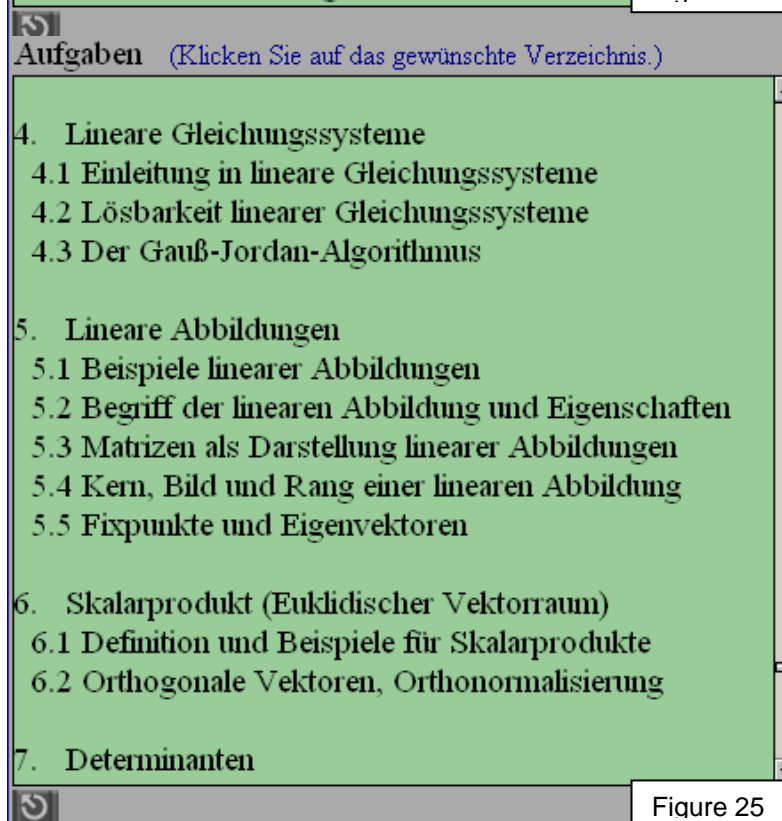 Aufgaben (Klicken Sie auf das gewünschte Verzeichnis.)
4. Lineare Gleichungssysteme
4.1 Einleitung in lineare Gleichungssysteme
4.2 Lösbarkeit linearer Gleichungssysteme
4.3 Der Gauß-Jordan-Algorithmus
5. Lineare Abbildungen
5.1 Beispiele linearer Abbildungen
5.2 Begriff der linearen Abbildung und Eigenschaften
5.3 Matrizen als Darstellung linearer Abbildungen
5.4 Kern, Bild und Rang einer linearen Abbildung
5.5 Fixpunkte und Eigenvektoren
6. Skalarprodukt (Euklidischer Vektorraum)
6.1 Definition und Beispiele für Skalarprodukte
6.2 Orthogonale Vektoren, Orthonormalisierung
7. Determinanten
Figure 25